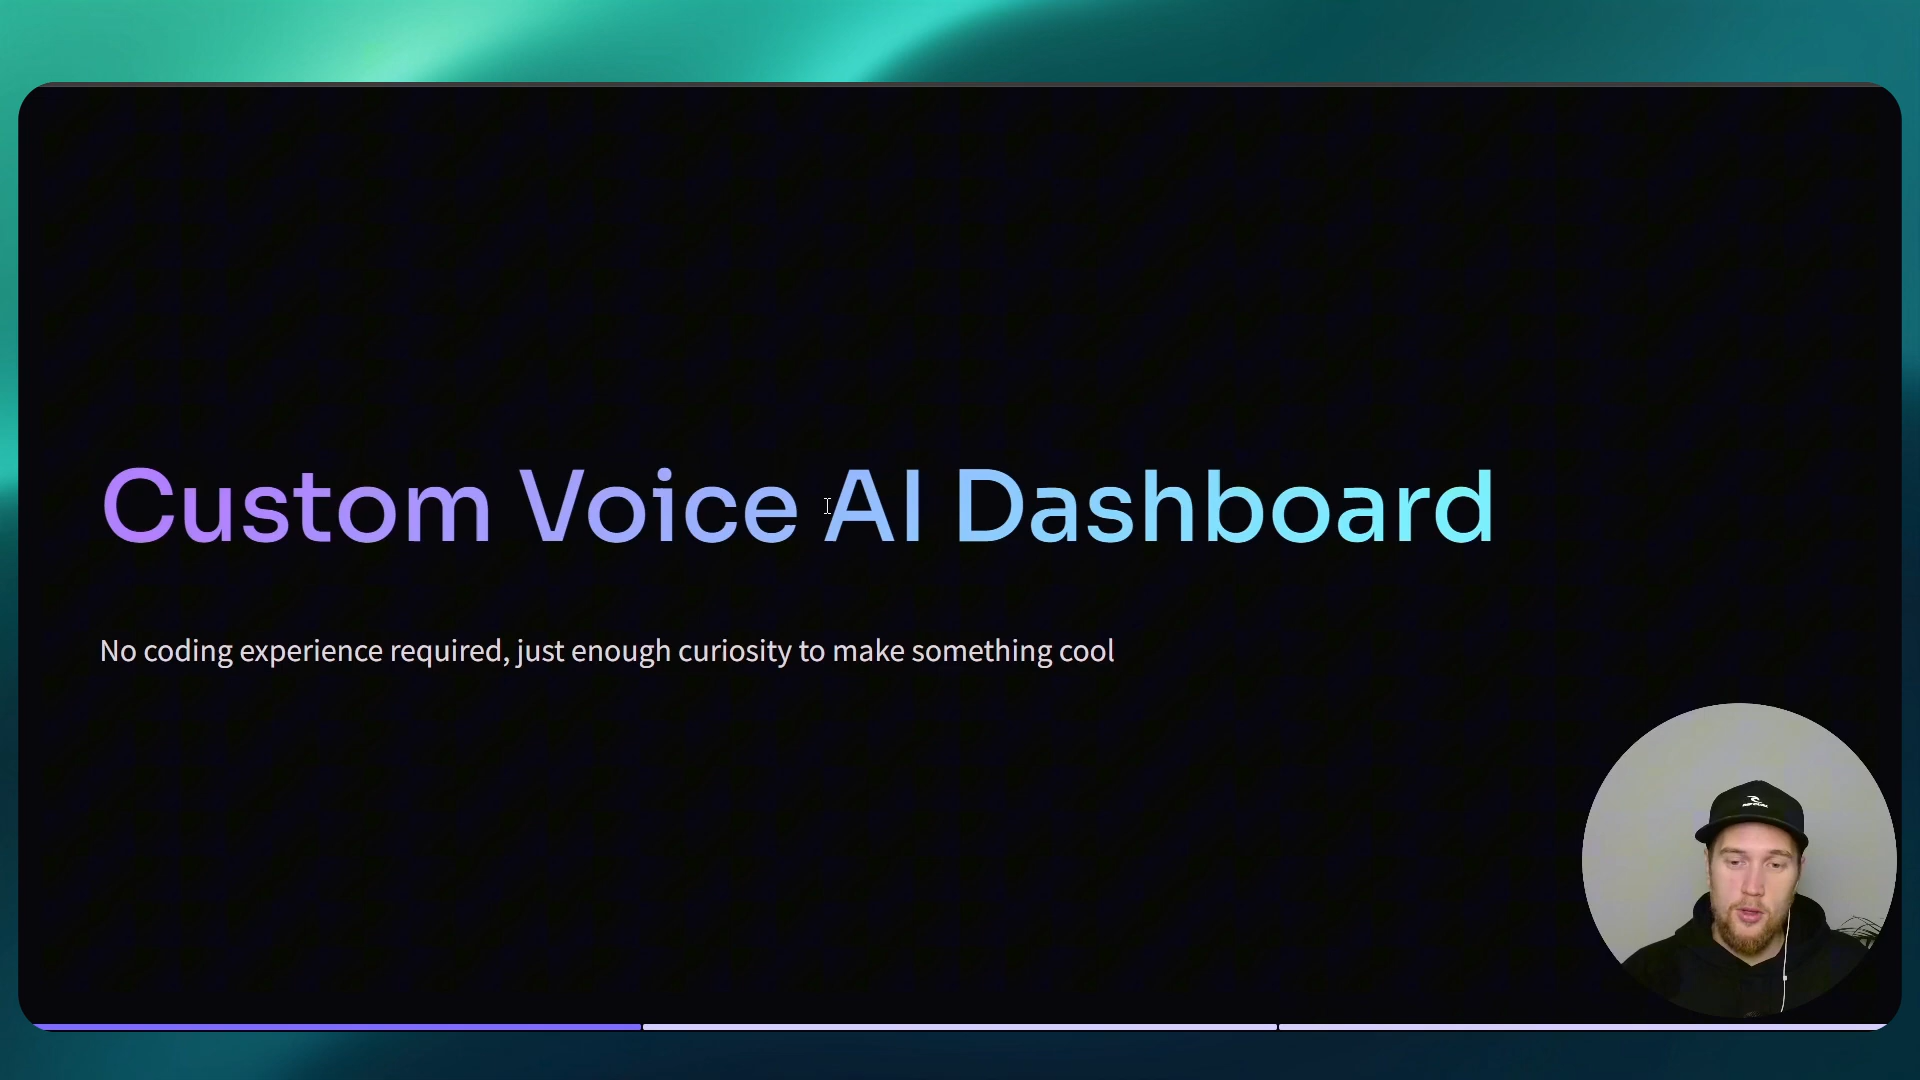 Custom Voice AI Dashboard
No coding experience required, just enough curiosity to make something cool